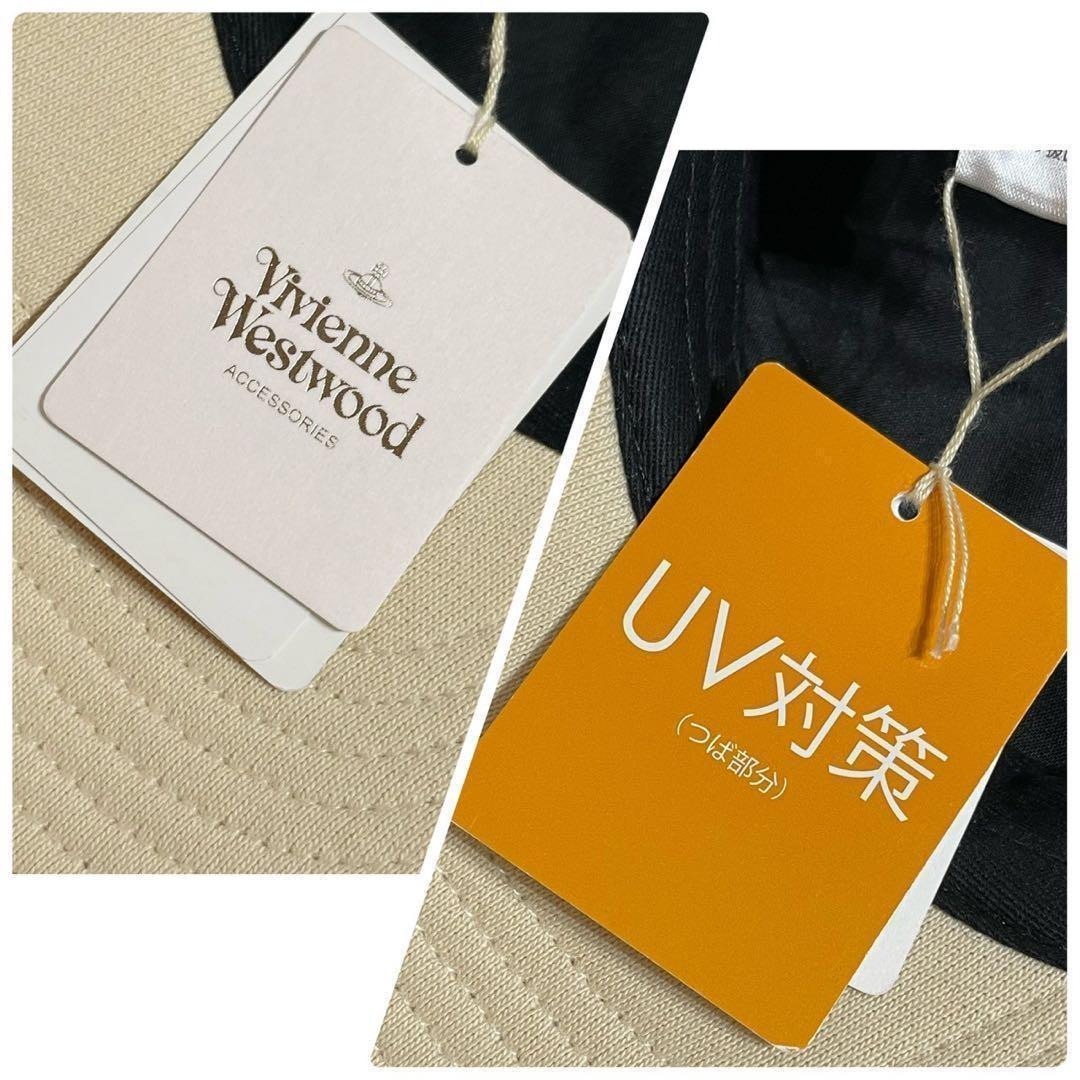 Vivienne
Westwood
ACCESSORIES
UV対策
(つば部分)